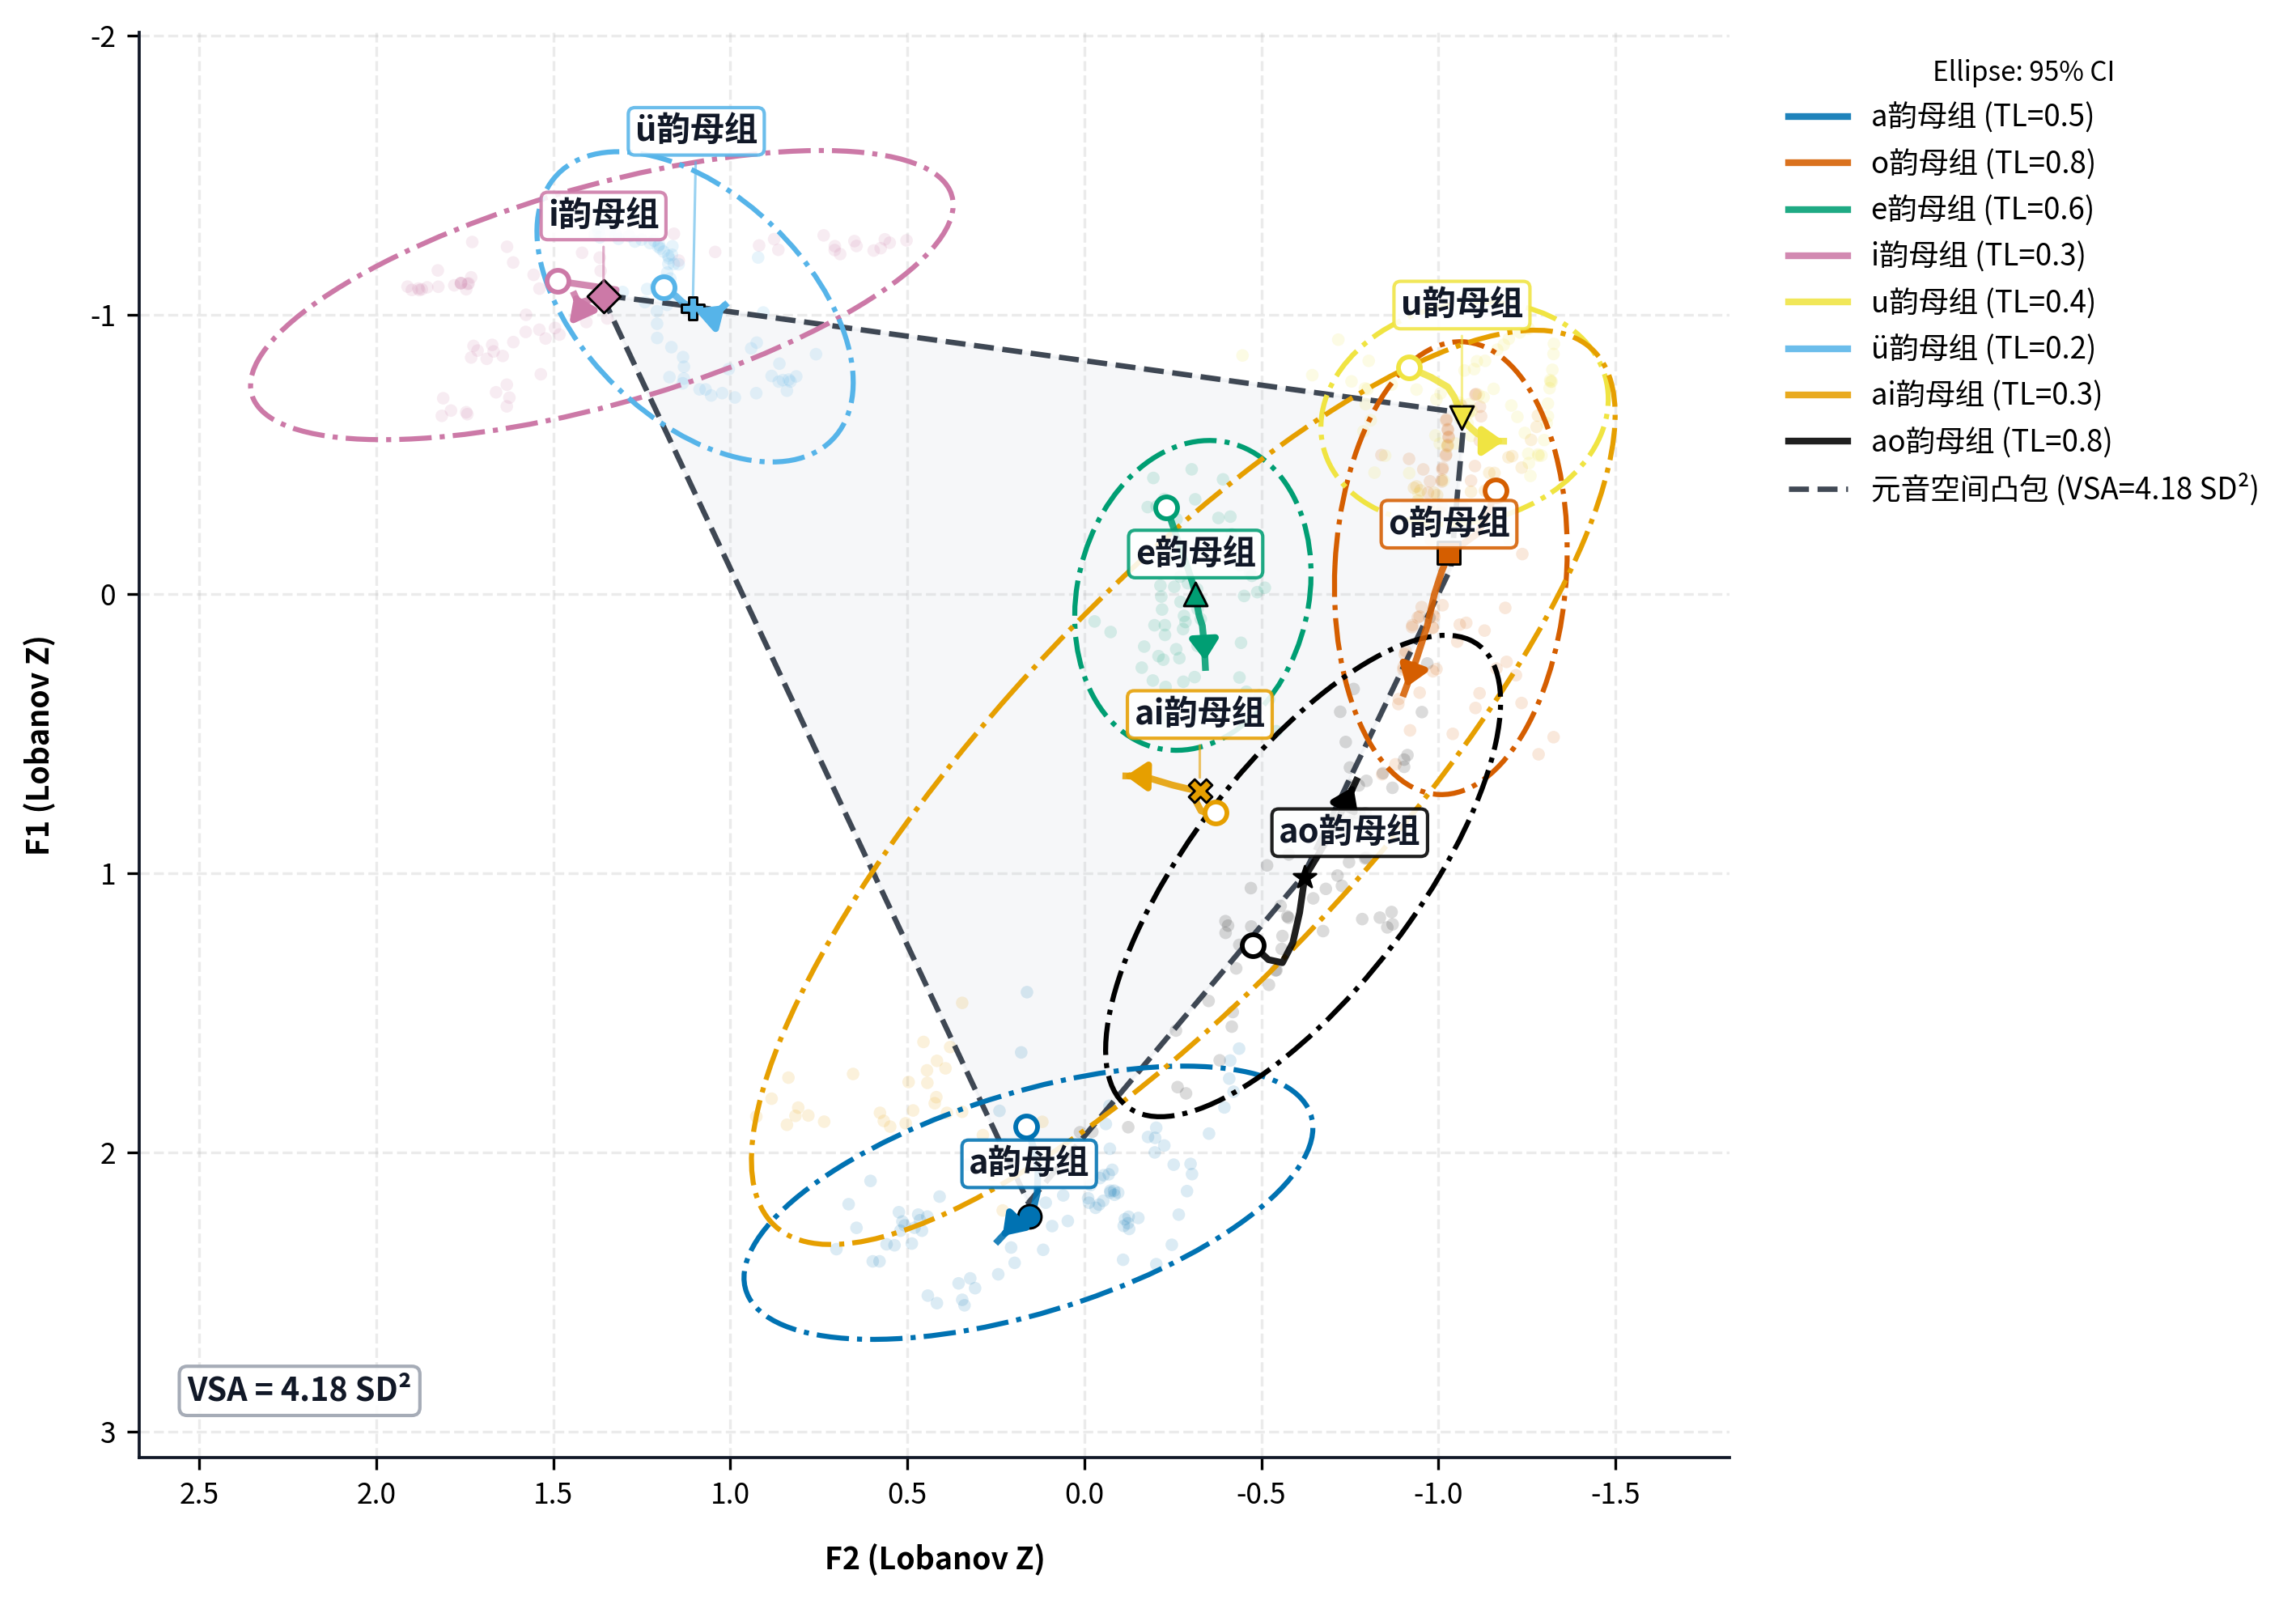 -2
-1
0
1
2
3
F1 (Lobanov Z)
2.5
2.0
1.5
1.0
0.5
0.0
-0.5
-1.0
-1.5
F2 (Lobanov Z)
ü韵母组
i韵母组
u韵母组
o韵母组
e韵母组
ai韵母组
ao韵母组
a韵母组
VSA = 4.18 SD²
Ellipse: 95% CI
a韵母组 (TL=0.5)
o韵母组 (TL=0.8)
e韵母组 (TL=0.6)
i韵母组 (TL=0.3)
u韵母组 (TL=0.4)
ü韵母组 (TL=0.2)
ai韵母组 (TL=0.3)
ao韵母组 (TL=0.8)
元音空间凸包 (VSA=4.18 SD²)